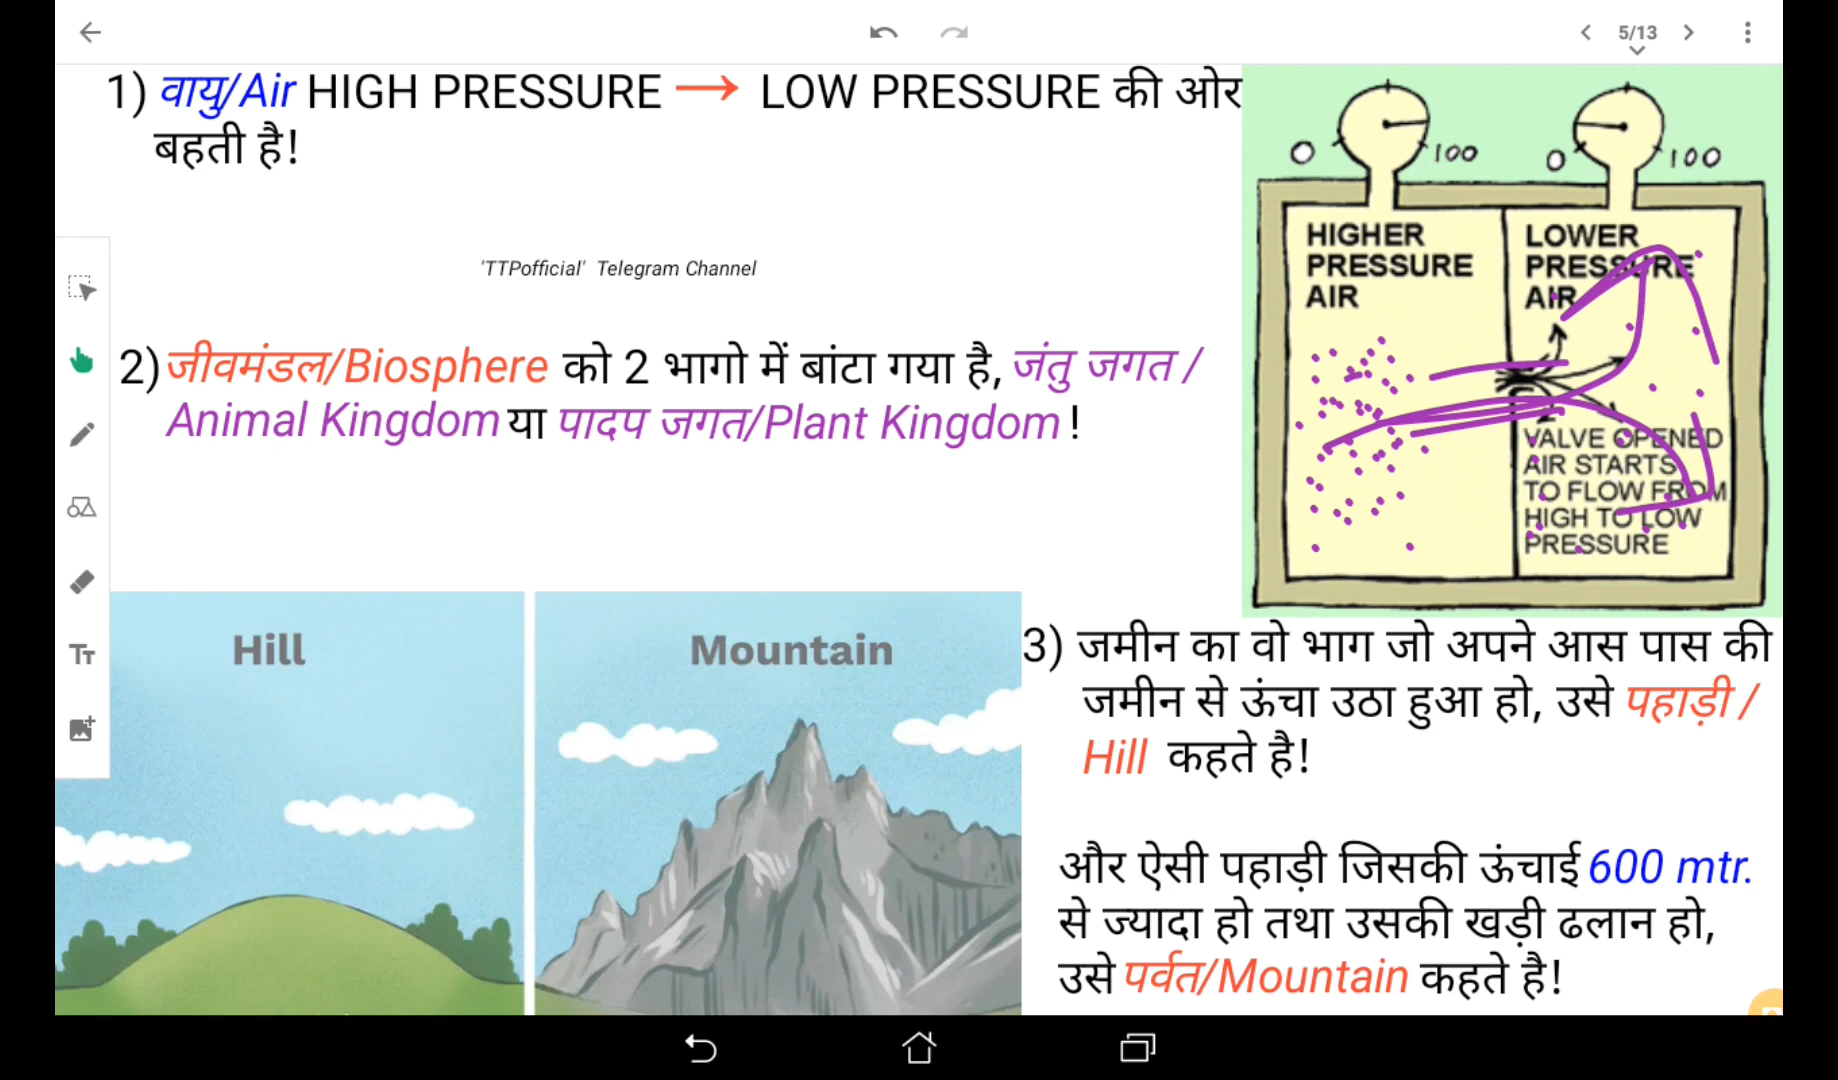 5/13
1) वायु/Air HIGH PRESSURE → LOW PRESSURE की ओर
बहती है!
'TTPofficial' Telegram Channel
2) जीवमंडल/Biosphere को 2 भागो में बांटा गया है, जंतु जगत /
Animal Kingdom या पादप जगत/Plant Kingdom !
0 100 0 100
HIGHER
PRESSURE
AIR
LOWER
PRESSURE
AIR
VALVE OPENED
AIR STARTS
TO FLOW FROM
HIGH TO LOW
PRESSURE
Tт
Hill
Mountain
3) जमीन का वो भाग जो अपने आस पास की
जमीन से ऊंचा उठा हुआ हो, उसे पहाड़ी /
Hill कहते है!
और ऐसी पहाड़ी जिसकी ऊंचाई 600 mtr.
से ज्यादा हो तथा उसकी खड़ी ढलान हो,
उसे पर्वत/Mountain कहते है!